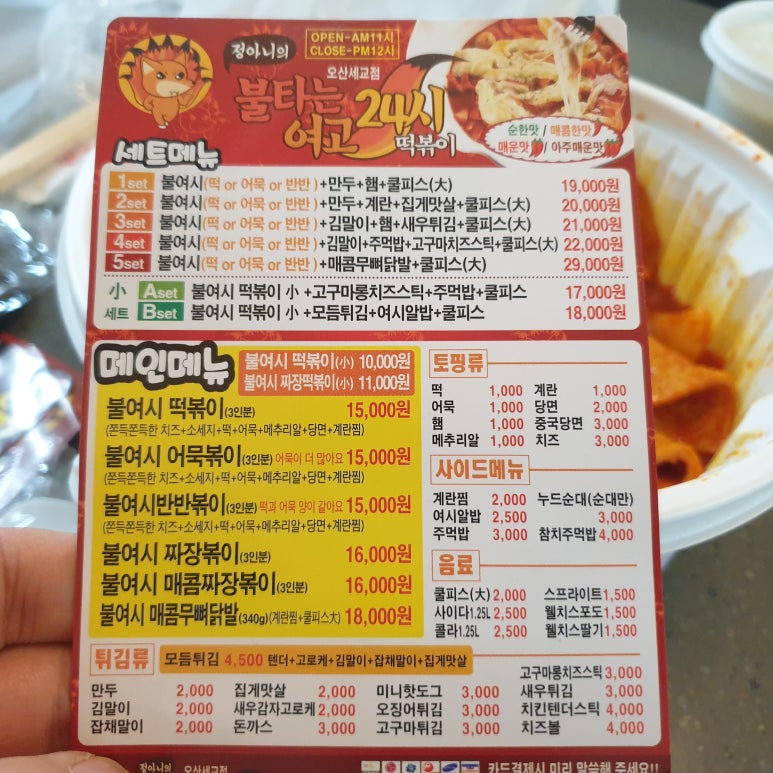 정아니의
OPEN-AM11시
CLOSE-PM12시
오산세교점
불타는
여고 24시
떡볶이
순한맛 / 매콤한맛 /
매운맛 / 아주매운맛
세트메뉴
1set 불여시(떡 or 어묵 or 반반)+만두+햄+쿨피스(大) 19,000원
2set 불여시(떡 or 어묵 or 반반)+만두+계란+집게맛살+쿨피스(大) 20,000원
3set 불여시(떡 or 어묵 or 반반)+김말이+햄+새우튀김+쿨피스(大) 21,000원
4set 불여시(떡 or 어묵 or 반반)+김말이+주먹밥+고구마치즈스틱+쿨피스(大) 22,000원
5set 불여시(떡 or 어묵 or 반반)+매콤무뼈닭발+쿨피스(大) 29,000원
小 Aset 불여시 떡볶이 小+고구마롱치즈스틱+주먹밥+쿨피스 17,000원
세트 Bset 불여시 떡볶이 小+모듬튀김+여시알밥+쿨피스 18,000원
메인메뉴
불여시 떡볶이(小) 10,000원
불여시 짜장떡볶이(小) 11,000원
불여시 떡볶이(3인분) 15,000원
(쫀득쫀득한 치즈+소세지+떡+어묵+메추리알+당면+계란찜)
불여시 어묵볶이(3인분) 어묵이 더 많아요 15,000원
(쫀득쫀득한 치즈+소세지+떡+어묵+메추리알+당면+계란찜)
불여시반반볶이(3인분) 떡과 어묵 양이 같아요 15,000원
(쫀득쫀득한 치즈+소세지+떡+어묵+메추리알+당면+계란찜)
불여시 짜장볶이(3인분) 16,000원
불여시 매콤짜장볶이(3인분) 16,000원
불여시 매콤무뼈닭발(340g)(계란찜+쿨피스大) 18,000원
토핑류
떡 1,000 계란 1,000
어묵 1,000 당면 2,000
햄 1,000 중국당면 3,000
메추리알 1,000 치즈 3,000
사이드메뉴
계란찜 2,000 누드순대(순대만)
여시알밥 2,500 3,000
주먹밥 3,000 참치주먹밥 4,000
음료
쿨피스(大) 2,000 스프라이트 1,500
사이다1.25L 2,500 웰치스포도 1,500
콜라1.25L 2,500 웰치스딸기 1,500
튀김류 모듬튀김 4,500 텐더+고로케+김말이+잡채말이+집게맛살
고구마롱치즈스틱 3,000
만두 2,000 집게맛살 2,000 미니핫도그 3,000 새우튀김 3,000
김말이 2,000 새우감자고로케 2,000 오징어튀김 3,000 치킨텐더스틱 4,000
잡채말이 2,000 돈까스 3,000 고구마튀김 3,000 치즈볼 4,000
정아니의 오산세교점 카드결제시 미리 말씀해 주세요!!